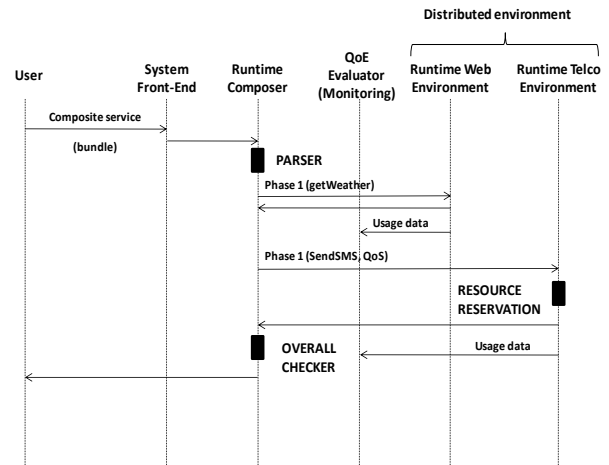 Distributed environment
User
System
Front-End
Runtime
Composer
QoE
Evaluator
(Monitoring)
Runtime Web
Environment
Runtime Telco
Environment
Composite service
(bundle)
PARSER
Phase 1 (getWeather)
Usage data
Phase 1 (SendSMS, QoS)
RESOURCE
RESERVATION
OVERALL
CHECKER
Usage data